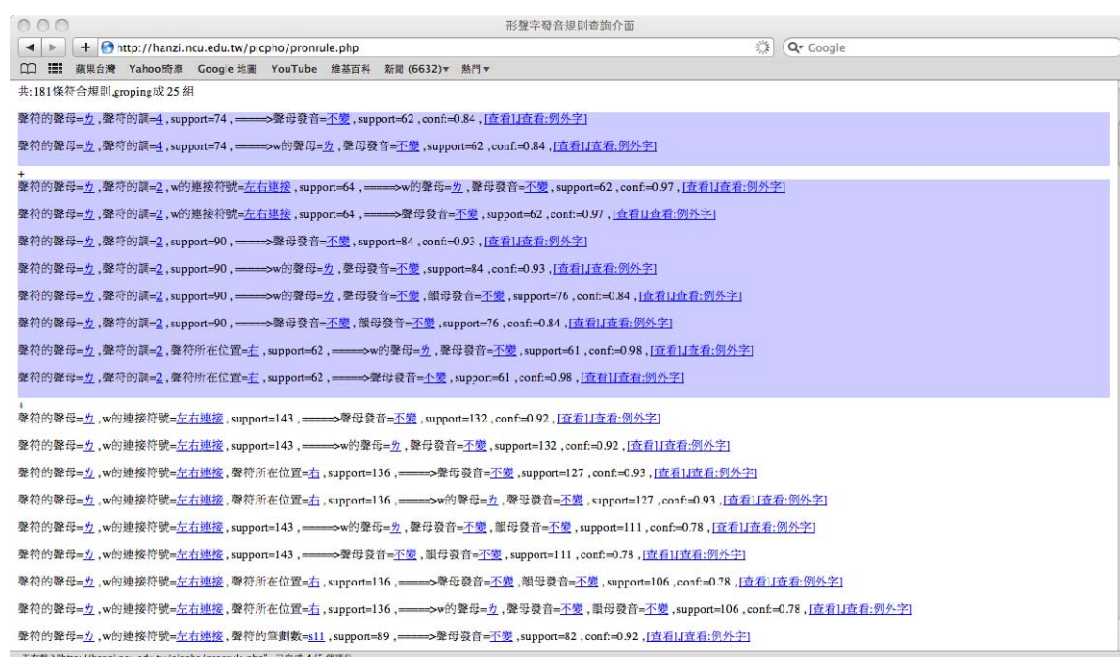 形聲字發音規則查詢介面
http://hanzi.ncu.edu.tw/picpho/pronrule.php Google
蘋果台灣 Yahoo!奇摩 Google 地圖 YouTube 維基百科 新聞 (6632)▾ 熱門▾
共:181條符合規則,groping成 25 組
聲符的聲母=ㄌ , 聲符的調=4 , support=74 , =====>聲母發音=不變 , support=62 , conf:=0.84 , [查看][查看:例外字]
聲符的聲母=ㄌ , 聲符的調=4 , support=74 , =====>w的聲母=ㄌ , 聲母發音=不變 , support=62 , conf:=0.84 , [查看][查看:例外字]
+
聲符的聲母=ㄌ , 聲符的調=2 , w的連接符號=左右連接 , support=64 , =====>w的聲母=ㄌ , 聲母發音=不變 , support=62 , conf:=0.97 , [查看][查看:例外字]
聲符的聲母=ㄌ , 聲符的調=2 , w的連接符號=左右連接 , support=64 , =====>聲母發音=不變 , support=62 , conf:=0.97 , [查看][查看:例外字]
聲符的聲母=ㄌ , 聲符的調=2 , support=90 , =====>聲母發音=不變 , support=84 , conf:=0.93 , [查看][查看:例外字]
聲符的聲母=ㄌ , 聲符的調=2 , support=90 , =====>w的聲母=ㄌ , 聲母發音=不變 , support=84 , conf:=0.93 , [查看][查看:例外字]
聲符的聲母=ㄌ , 聲符的調=2 , support=90 , =====>w的聲母=ㄌ , 聲母發音=不變 , 韻母發音=不變 , support=76 , conf:=0.84 , [查看][查看:例外字]
聲符的聲母=ㄌ , 聲符的調=2 , support=90 , =====>聲母發音=不變 , 韻母發音=不變 , support=76 , conf:=0.84 , [查看][查看:例外字]
聲符的聲母=ㄌ , 聲符的調=2 , 聲符所在位置=右 , support=62 , =====>w的聲母=ㄌ , 聲母發音=不變 , support=61 , conf:=0.98 , [查看][查看:例外字]
聲符的聲母=ㄌ , 聲符的調=2 , 聲符所在位置=右 , support=62 , =====>聲母發音=不變 , support=61 , conf:=0.98 , [查看][查看:例外字]
+
聲符的聲母=ㄌ , w的連接符號=左右連接 , support=143 , =====>聲母發音=不變 , support=132 , conf:=0.92 , [查看][查看:例外字]
聲符的聲母=ㄌ , w的連接符號=左右連接 , support=143 , =====>w的聲母=ㄌ , 聲母發音=不變 , support=132 , conf:=0.92 , [查看][查看:例外字]
聲符的聲母=ㄌ , w的連接符號=左右連接 , 聲符所在位置=右 , support=136 , =====>聲母發音=不變 , support=127 , conf:=0.93 , [查看][查看:例外字]
聲符的聲母=ㄌ , w的連接符號=左右連接 , 聲符所在位置=右 , support=136 , =====>w的聲母=ㄌ , 聲母發音=不變 , support=127 , conf:=0.93 , [查看][查看:例外字]
聲符的聲母=ㄌ , w的連接符號=左右連接 , support=143 , =====>w的聲母=ㄌ , 聲母發音=不變 , 韻母發音=不變 , support=111 , conf:=0.78 , [查看][查看:例外字]
聲符的聲母=ㄌ , w的連接符號=左右連接 , support=143 , =====>聲母發音=不變 , 韻母發音=不變 , support=111 , conf:=0.78 , [查看][查看:例外字]
聲符的聲母=ㄌ , w的連接符號=左右連接 , 聲符所在位置=右 , support=136 , =====>聲母發音=不變 , 韻母發音=不變 , support=106 , conf:=0.78 , [查看][查看:例外字]
聲符的聲母=ㄌ , w的連接符號=左右連接 , 聲符所在位置=右 , support=136 , =====>w的聲母=ㄌ , 聲母發音=不變 , 韻母發音=不變 , support=106 , conf:=0.78 , [查看][查看:例外字]
聲符的聲母=ㄌ , w的連接符號=左右連接 , 聲符的筆劃數=s11 , support=89 , =====>聲母發音=不變 , support=82 , conf:=0.92 , [查看][查看:例外字]